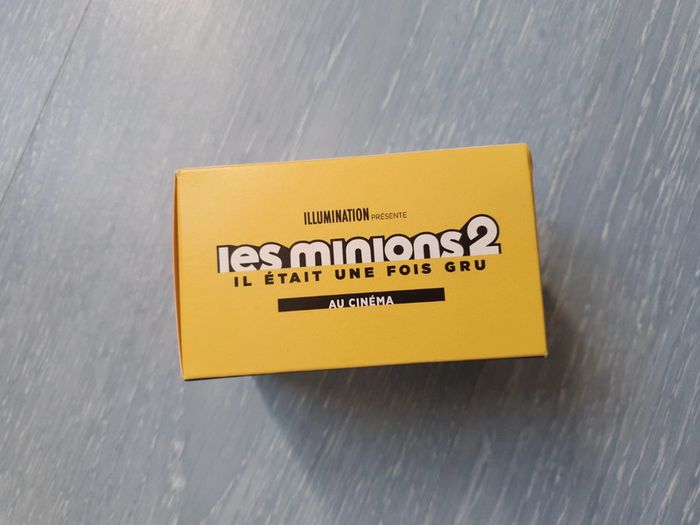 ILLUMINATION PRÉSENTE
les minions 2
IL ÉTAIT UNE FOIS GRU
AU CINÉMA